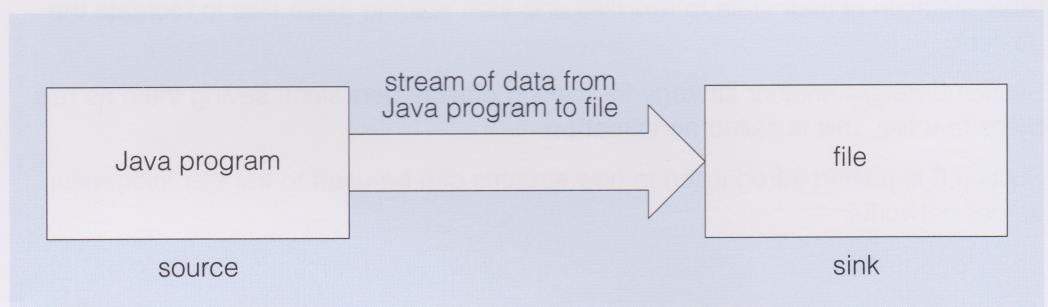 stream of data from
Java program to file
Java program
file
source
sink